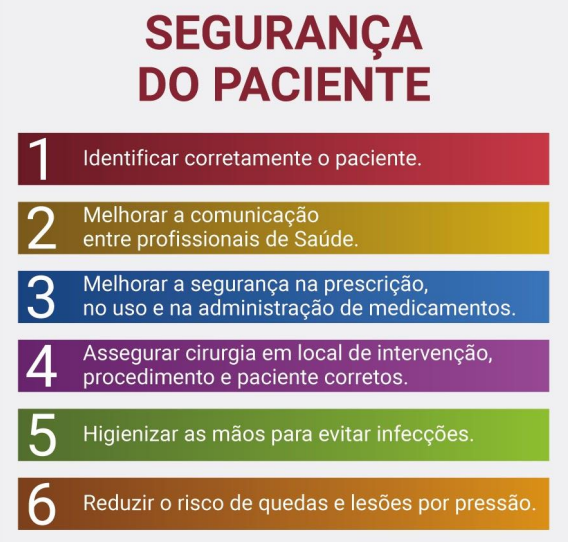 SEGURANÇA
DO PACIENTE
1 Identificar corretamente o paciente.
2 Melhorar a comunicação
entre profissionais de Saúde.
3 Melhorar a segurança na prescrição,
no uso e na administração de medicamentos.
4 Assegurar cirurgia em local de intervenção,
procedimento e paciente corretos.
5 Higienizar as mãos para evitar infecções.
6 Reduzir o risco de quedas e lesões por pressão.